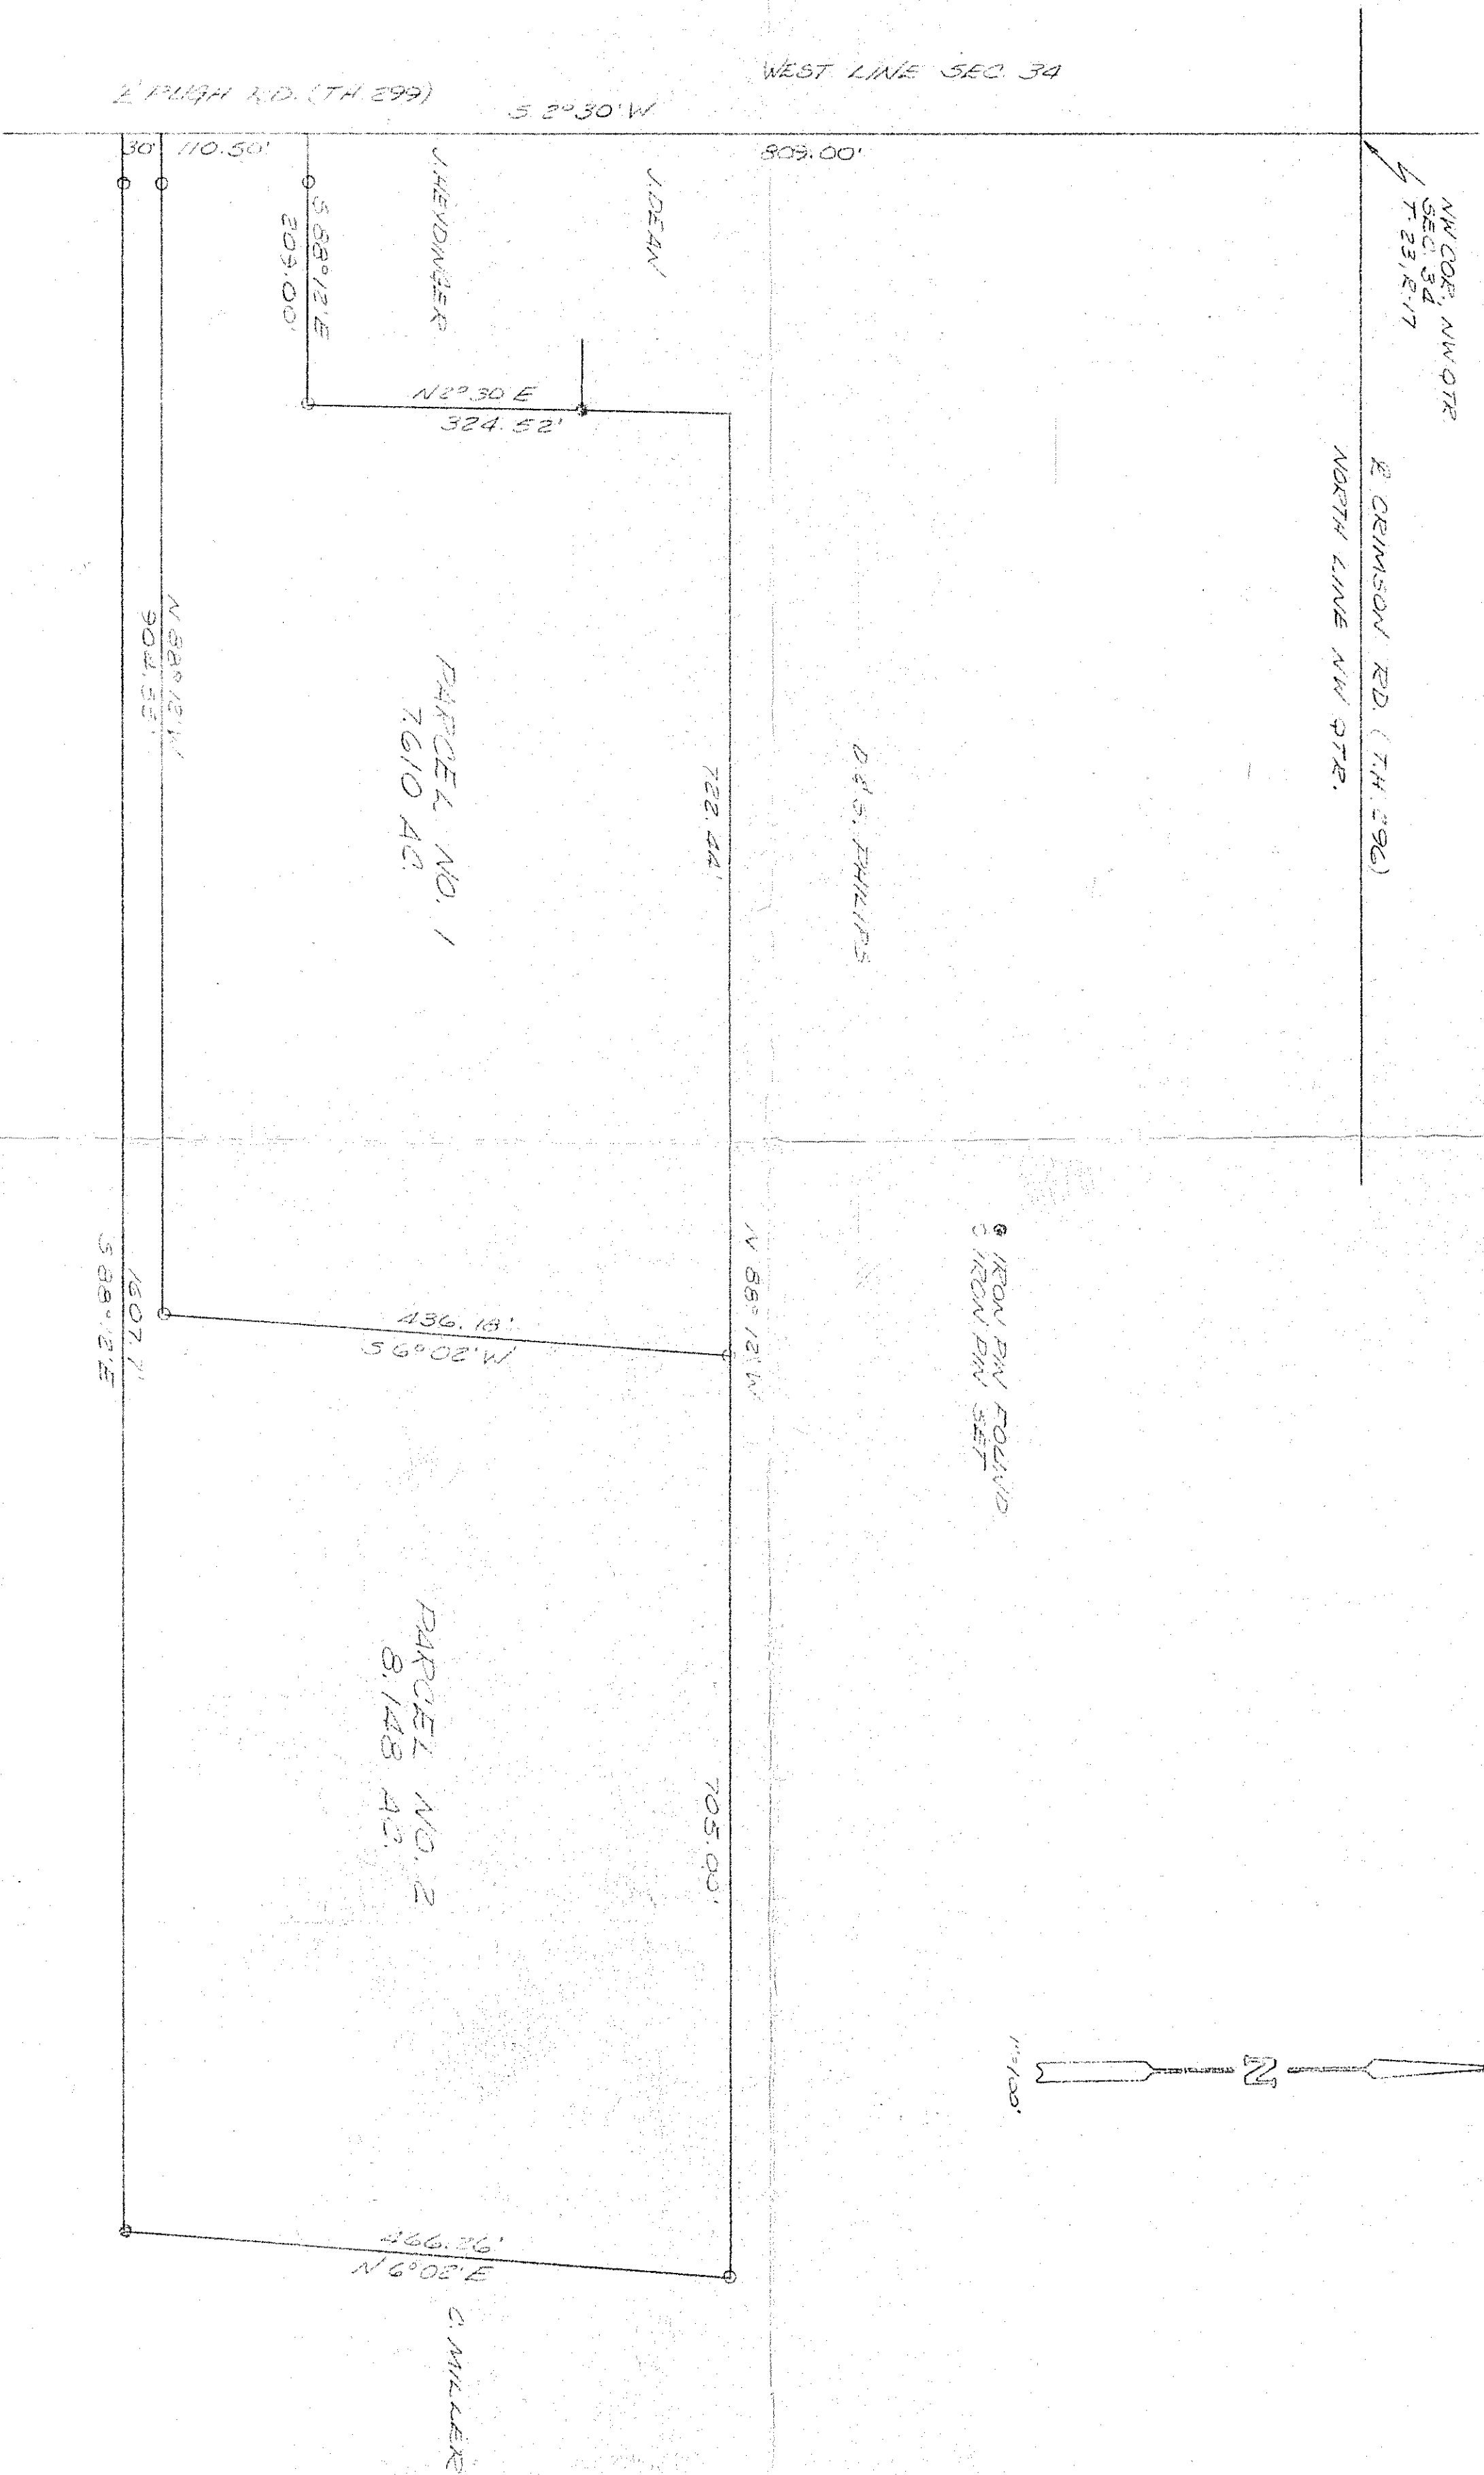 WEST LINE SEC. 34
℄ PUGH RD. (TH. 299)
S. 2°30' W
30'
110.50'
809.00'
NW COR, NW QTR
SEC. 34
T-23, R-17
℄ CRIMSON RD. (T.H. 296)
NORTH LINE NW QTR.
J. DEAN
J. HEYDINGER
S 88°12' E
209.00'
N 2° 30' E
324.52'
N 88° 12' W
PARCEL NO. 1
7.610 AC.
722.44'
D & S. PHILIPS
N 88° 12' W
IRON PIN FOUND
IRON PIN SET
436.18'
S 6° 02' W
1607.7'
S 88° 12' E
PARCEL NO. 2
8.148 AC.
705.00'
1"=100'
N
466.26'
N 6° 02' E
C. MILLER